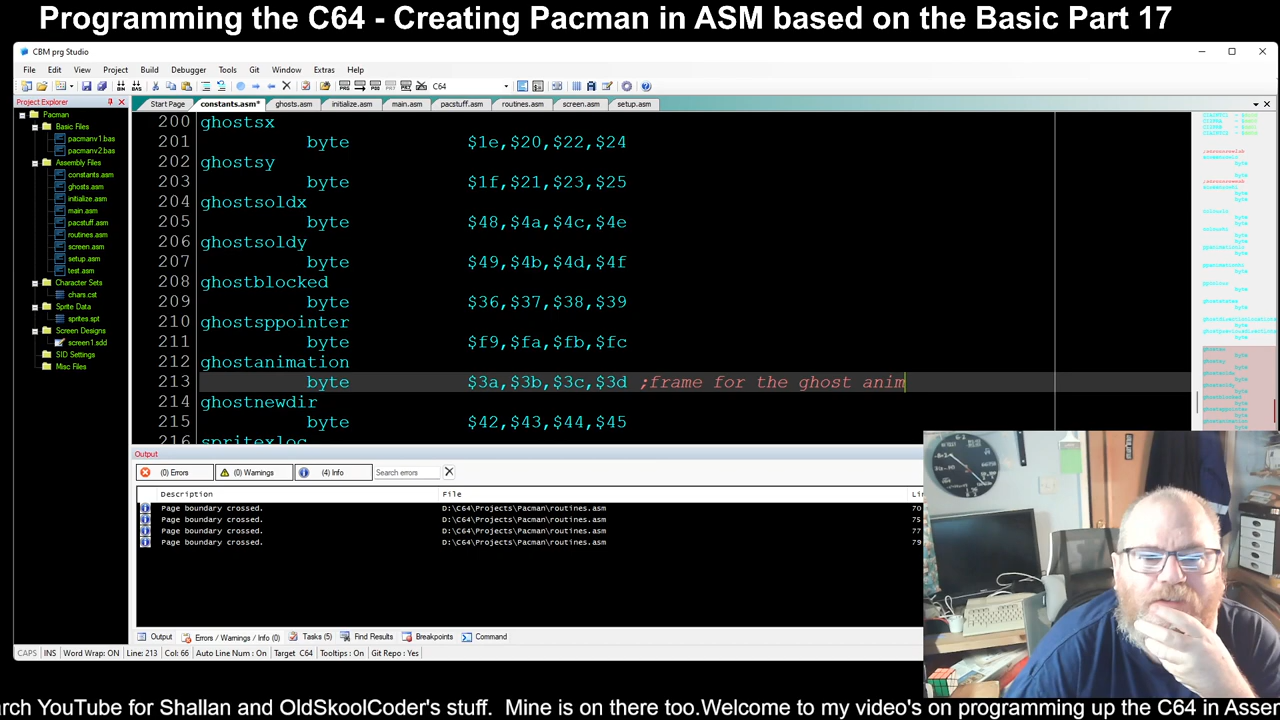 Programming the C64 - Creating Pacman in ASM based on the Basic Part 17
CBM prg Studio
File Edit View Project Build Debugger Tools Git Window Extras Help
C64
Project Explorer
Start Page constants.asm* ghosts.asm initialize.asm main.asm pacstuff.asm routines.asm screen.asm setup.asm
Pacman
Basic Files
pacmanv1.bas
pacmanv2.bas
Assembly Files
constants.asm
ghosts.asm
initialize.asm
main.asm
pacstuff.asm
routines.asm
screen.asm
setup.asm
test.asm
Character Sets
chars.cst
Sprite Data
sprites.spt
Screen Designs
screen1.sdd
SID Settings
Misc Files
200 ghostsx
201 byte $1e,$20,$22,$24
202 ghostsy
203 byte $1f,$21,$23,$25
204 ghostsoldx
205 byte $48,$4a,$4c,$4e
206 ghostsoldy
207 byte $49,$4b,$4d,$4f
208 ghostblocked
209 byte $36,$37,$38,$39
210 ghostsppointer
211 byte $f9,$fa,$fb,$fc
212 ghostanimation
213 byte $3a,$3b,$3c,$3d ;frame for the ghost anim
214 ghostnewdir
215 byte $42,$43,$44,$45
216 spritexloc
Output
(0) Errors (0) Warnings (4) Info Search errors
Description File Lin
Page boundary crossed. D:\C64\Projects\Pacman\routines.asm 70
Page boundary crossed. D:\C64\Projects\Pacman\routines.asm 75
Page boundary crossed. D:\C64\Projects\Pacman\routines.asm 77
Page boundary crossed. D:\C64\Projects\Pacman\routines.asm 79
Output Errors / Warnings / Info (0) Tasks (5) Find Results Breakpoints Command
CAPS INS Word Wrap : ON Line: 213 Col: 66 Auto Line Num : On Target C64 Tooltips : On Git Repo : Yes
rch YouTube for Shallan and OldSkoolCoder's stuff. Mine is on there too.Welcome to my video's on programming up the C64 in Asser